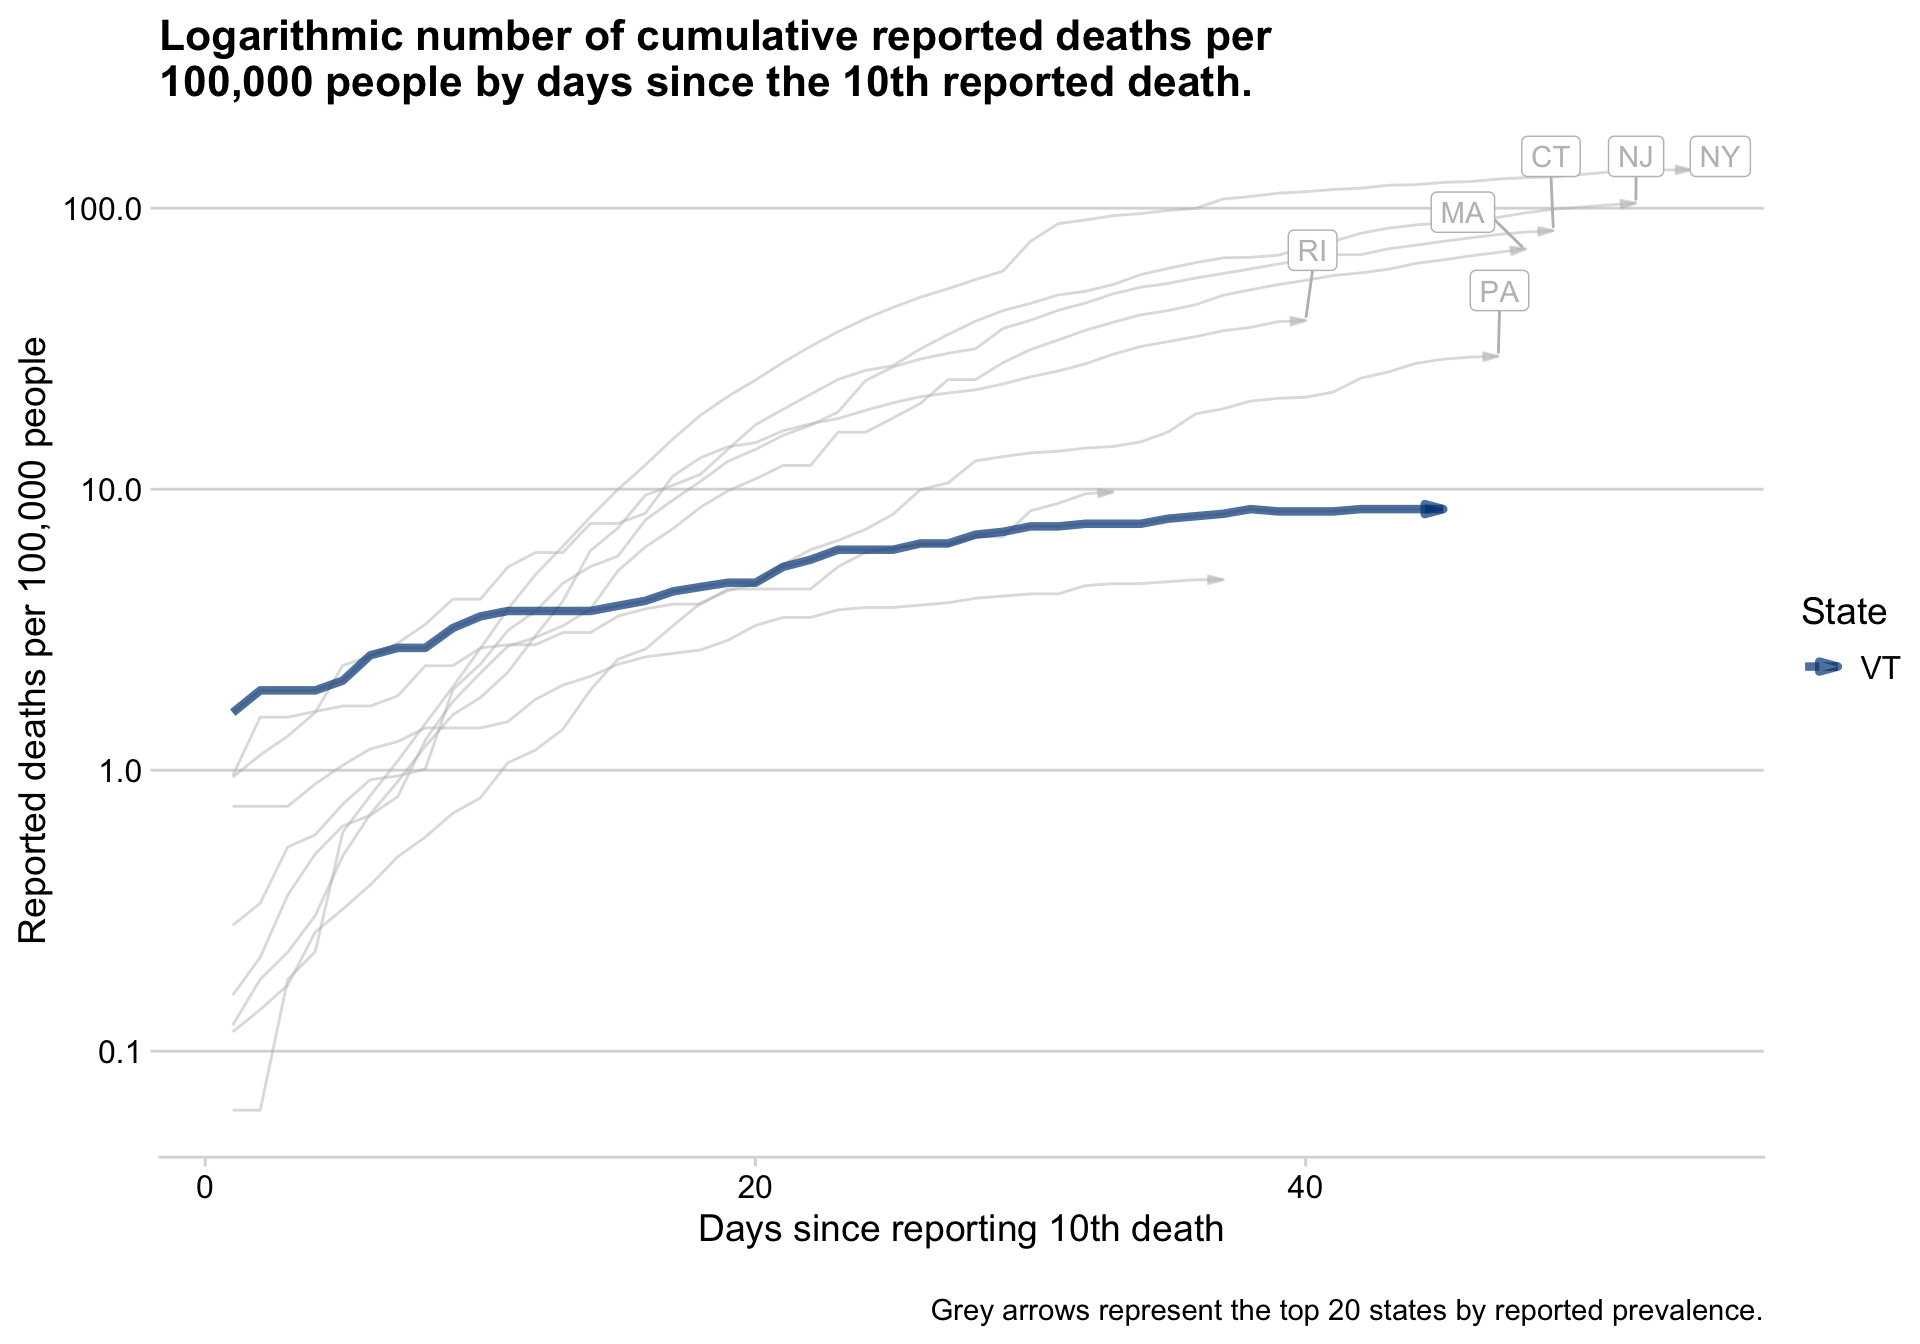 Logarithmic number of cumulative reported deaths per
100,000 people by days since the 10th reported death.
CT
NJ
NY
MA
RI
PA
100.0
10.0
1.0
0.1
Reported deaths per 100,000 people
State
VT
0
20
40
Days since reporting 10th death
Grey arrows represent the top 20 states by reported prevalence.